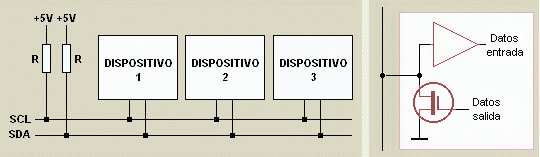 +5V +5V
R R
DISPOSITIVO
1
DISPOSITIVO
2
DISPOSITIVO
3
SCL
SDA
Datos
entrada
Datos
salida